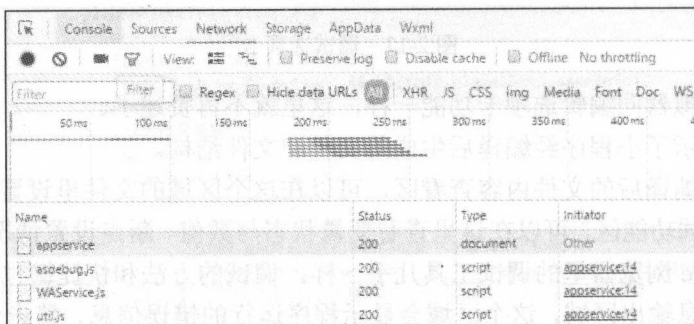 Console Sources Network Storage AppData Wxml
View: Preserve log Disable cache Offline No throttling
Filter Filter Regex Hide data URLs All XHR JS CSS Img Media Font Doc WS
50 ms 100 ms 150 ms 200 ms 250 ms 300 ms 350 ms 400 ms
Name Status Type Initiator
appservice 200 document Other
asdebug.js 200 script appservice:14
WAService.js 200 script appservice:14
util.js 200 script appservice:14